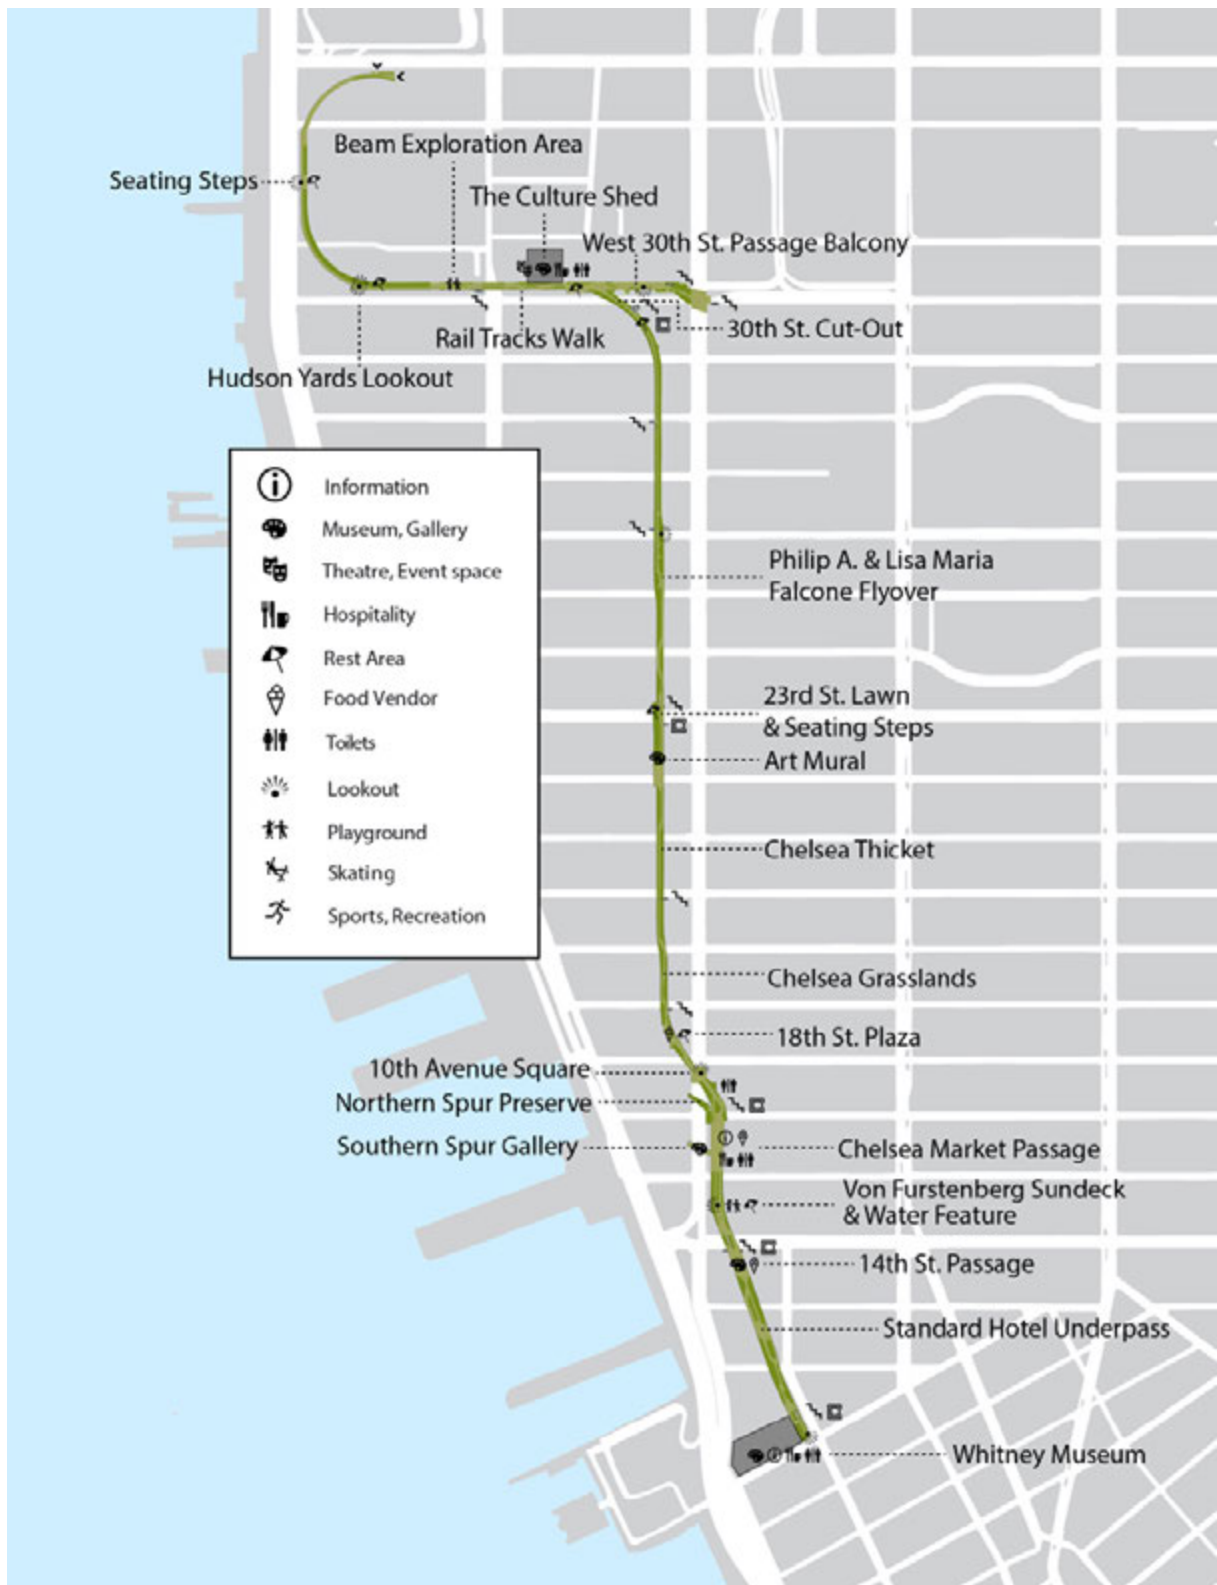 Beam Exploration Area
Seating Steps
The Culture Shed
West 30th St. Passage Balcony
30th St. Cut-Out
Rail Tracks Walk
Hudson Yards Lookout
Information
Museum, Gallery
Theatre, Event space
Hospitality
Rest Area
Food Vendor
Toilets
Lookout
Playground
Skating
Sports, Recreation
Philip A. & Lisa Maria
Falcone Flyover
23rd St. Lawn
& Seating Steps
Art Mural
Chelsea Thicket
Chelsea Grasslands
18th St. Plaza
10th Avenue Square
Northern Spur Preserve
Southern Spur Gallery
Chelsea Market Passage
Von Furstenberg Sundeck
& Water Feature
14th St. Passage
Standard Hotel Underpass
Whitney Museum